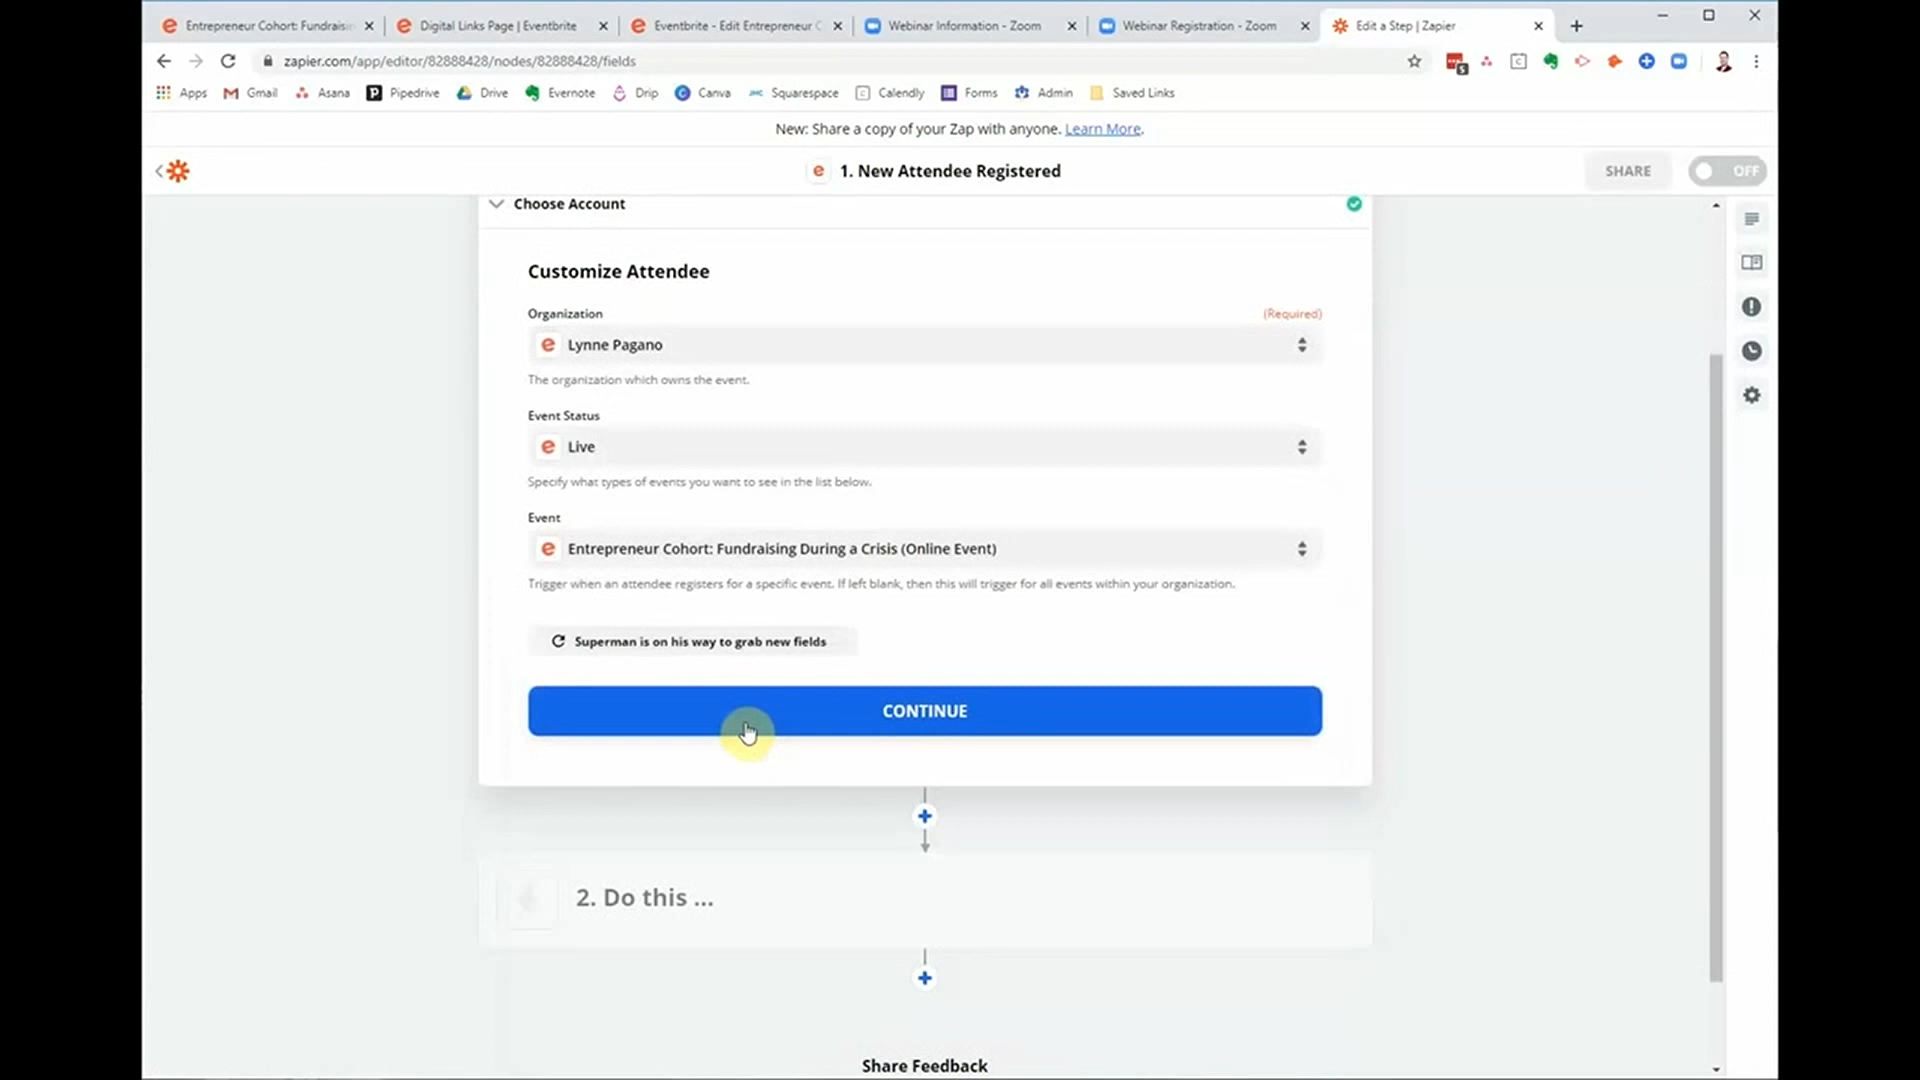 Entrepreneur Cohort: Fundraisin
Digital Links Page | Eventbrite
Eventbrite - Edit Entrepreneur C
Webinar Information - Zoom
Webinar Registration - Zoom
Edit a Step | Zapier
zapier.com/app/editor/82888428/nodes/82888428/fields
5
Apps
Gmail
Asana
Pipedrive
Drive
Evernote
Drip
Canva
Squarespace
Calendly
Forms
Admin
Saved Links
New: Share a copy of your Zap with anyone. Learn More.
1. New Attendee Registered
SHARE
OFF
Choose Account
Customize Attendee
Organization
(Required)
Lynne Pagano
The organization which owns the event.
Event Status
Live
Specify what types of events you want to see in the list below.
Event
Entrepreneur Cohort: Fundraising During a Crisis (Online Event)
Trigger when an attendee registers for a specific event. If left blank, then this will trigger for all events within your organization.
Superman is on his way to grab new fields
CONTINUE
2. Do this ...
Share Feedback